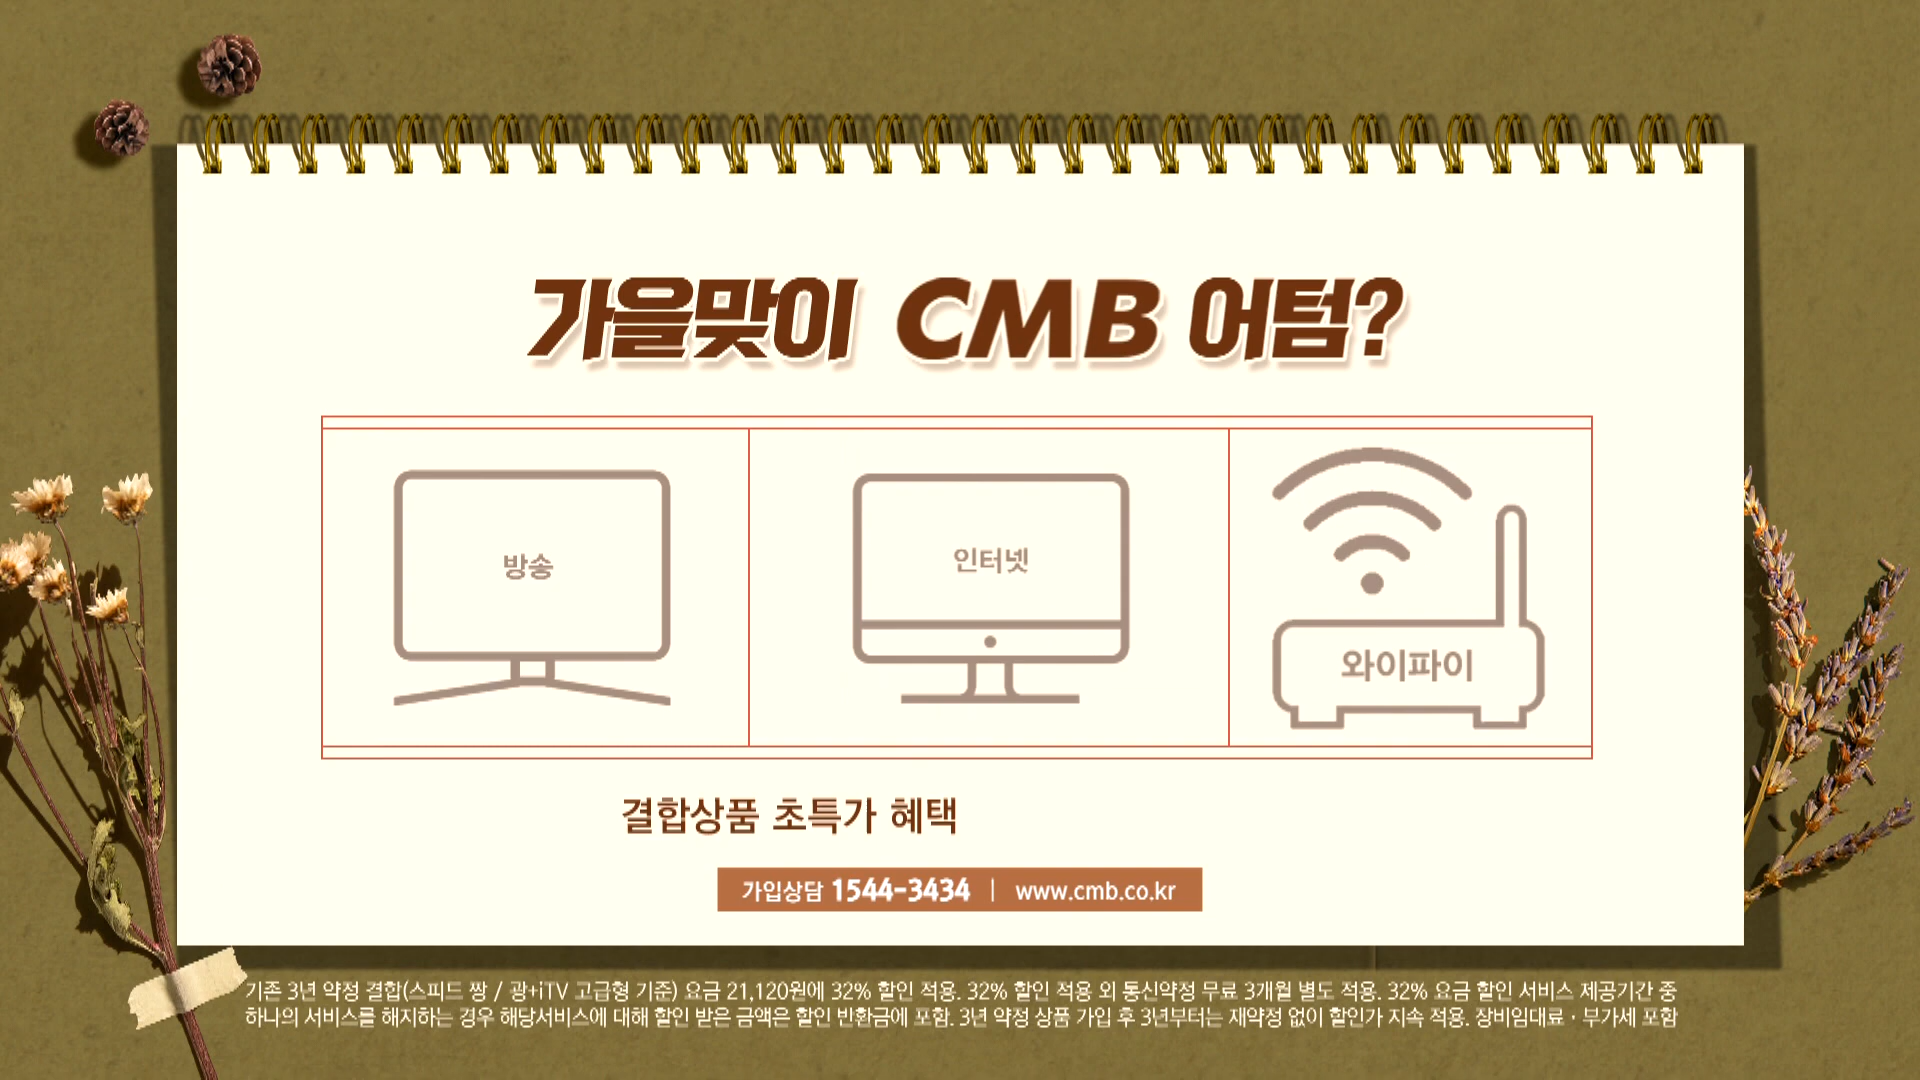 가을맞이 CMB 어텀?
방송
인터넷
와이파이
결합상품 초특가 혜택
가입상담 1544-3434 | www.cmb.co.kr
기존 3년 약정 결합(스피드 짱 / 광+iTV 고급형 기준) 요금 21,120원에 32% 할인 적용. 32% 할인 적용 외 통신약정 무료 3개월 별도 적용. 32% 요금 할인 서비스 제공기간 중
하나의 서비스를 해지하는 경우 해당서비스에 대해 할인 받은 금액은 할인 반환금에 포함. 3년 약정 상품 가입 후 3년부터는 재약정 없이 할인가 지속 적용. 장비임대료 · 부가세 포함